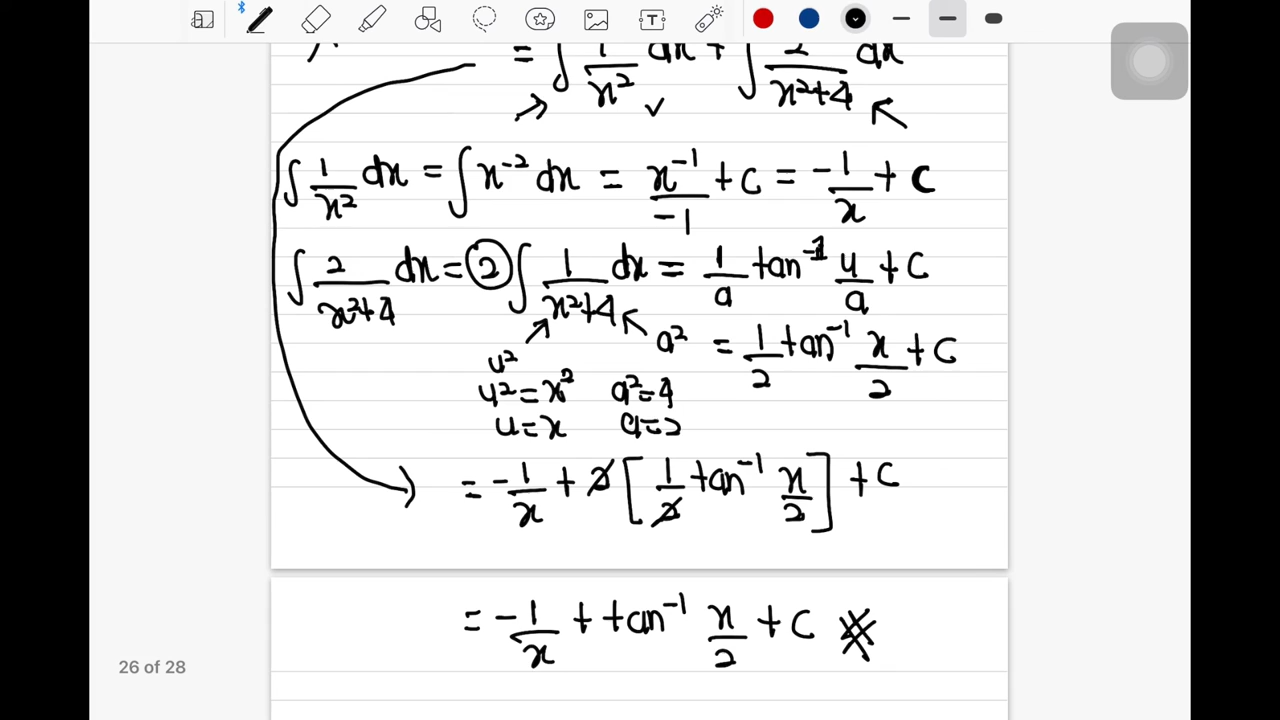 = ∫ 1/x² dx + ∫ 2/(x²+4) dx
∫ 1/x² dx = ∫ x⁻² dx = x⁻¹/-1 + c = -1/x + c
∫ 2/(x²+4) dx = 2 ∫ 1/(x²+4) dx = 1/a tan⁻¹ u/a + c
u² a² = 1/2 tan⁻¹ x/2 + c
u² = x² a² = 4
u = x a = 2
= -1/x + 2 [ 1/2 tan⁻¹ x/2 ] + c
= -1/x + tan⁻¹ x/2 + c
26 of 28
T